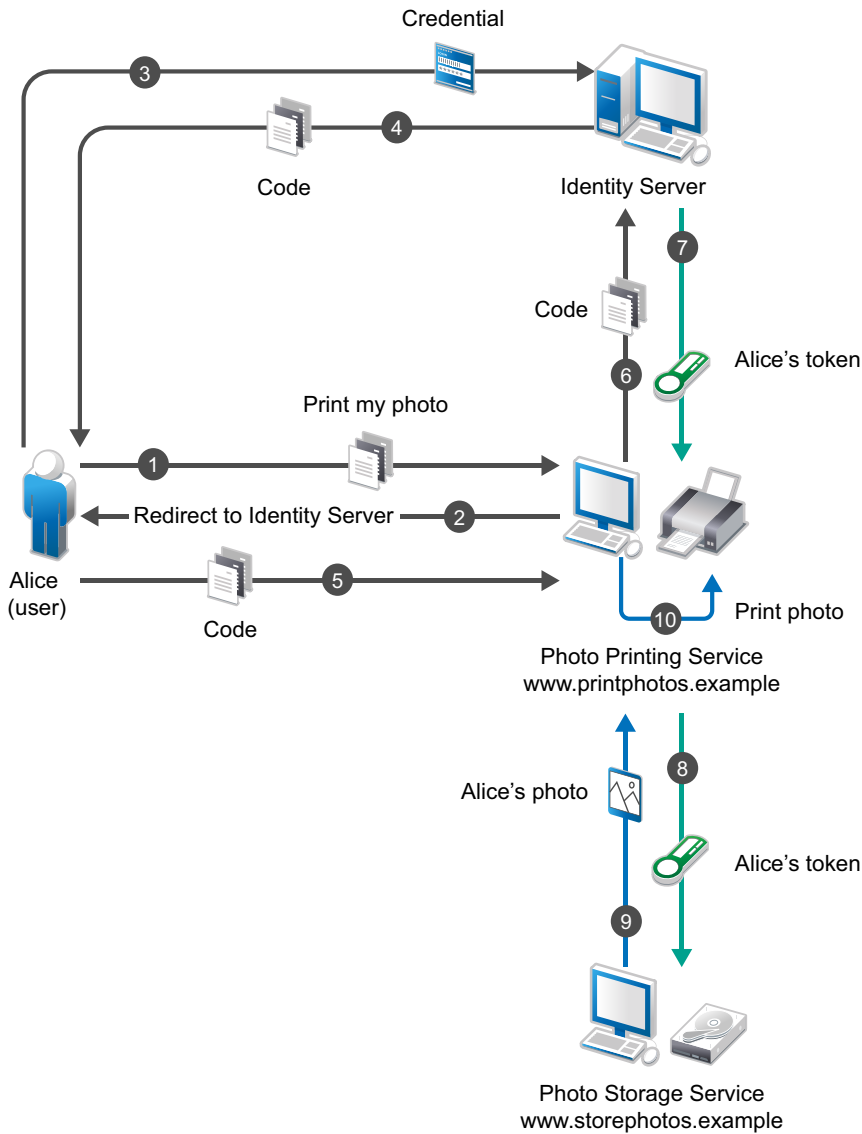 Credential
3
4
Code
Identity Server
7
Code
Alice's token
6
Print my photo
1
Redirect to Identity Server
2
Alice
(user)
5
Code
10
Print photo
Photo Printing Service
www.printphotos.example
8
Alice's photo
Alice's token
9
Photo Storage Service
www.storephotos.example